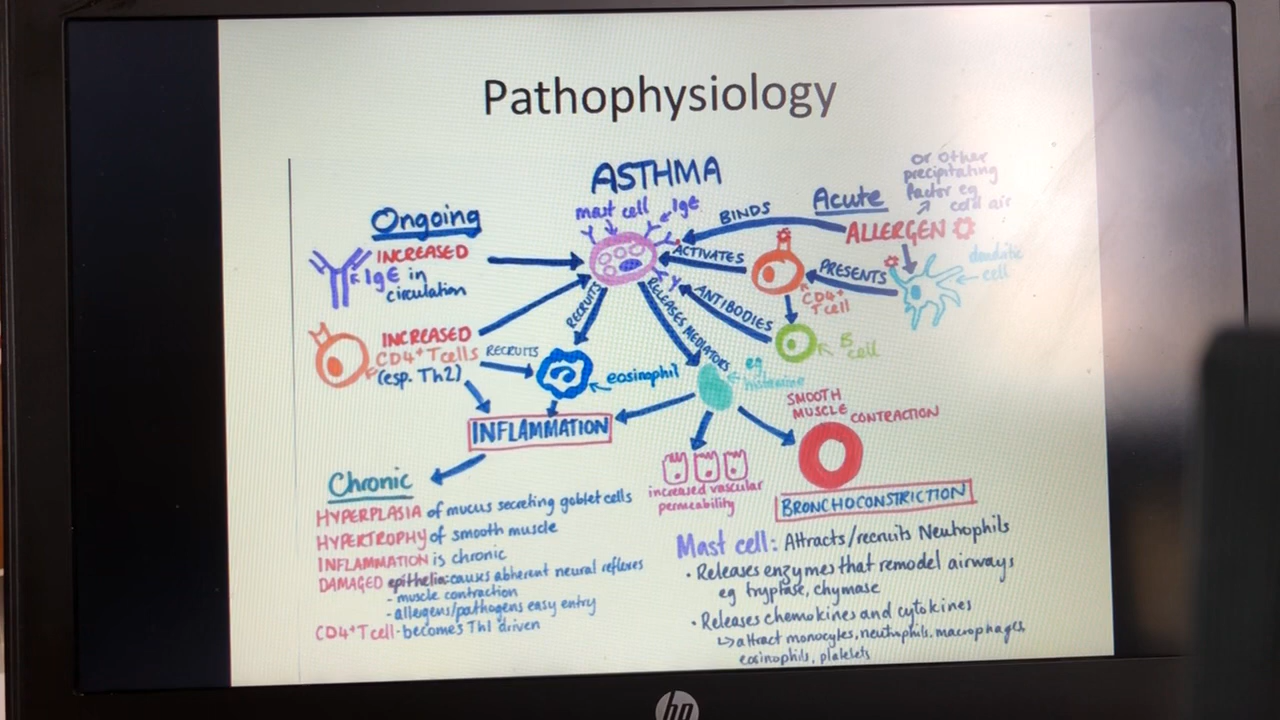 Pathophysiology
ASTHMA
Ongoing
INCREASED
IgE in
circulation
INCREASED
CD4+ Tcells
(esp. Th2)
RECRUITS
mast cell
IgE
BINDS
Acute
or other
precipitating
factor eg
cold air
ALLERGEN
ACTIVATES
PRESENTS
dendritic
cell
CD4+
Tcell
ANTIBODIES
B
cell
RECRUITS
RELEASES MEDIATORS
eosinophil
eg
histamine
INFLAMMATION
SMOOTH
MUSCLE CONTRACTION
increased vascular
permeability
BRONCHOCONSTRICTION
Chronic
HYPERPLASIA of mucus secreting goblet cells
HYPERTROPHY of smooth muscle
INFLAMMATION is chronic
DAMAGED epithelia: causes abherent neural reflexes
- muscle contraction
- allergens/pathogens easy entry
CD4+Tcell - becomes Th1 driven
Mast cell: Attracts/recruits Neutrophils
• Releases enzymes that remodel airways
eg tryptase, chymase
• Releases chemokines and cytokines
↳ attract monocytes, neutrophils, macrophages,
eosinophils, platelets
hp